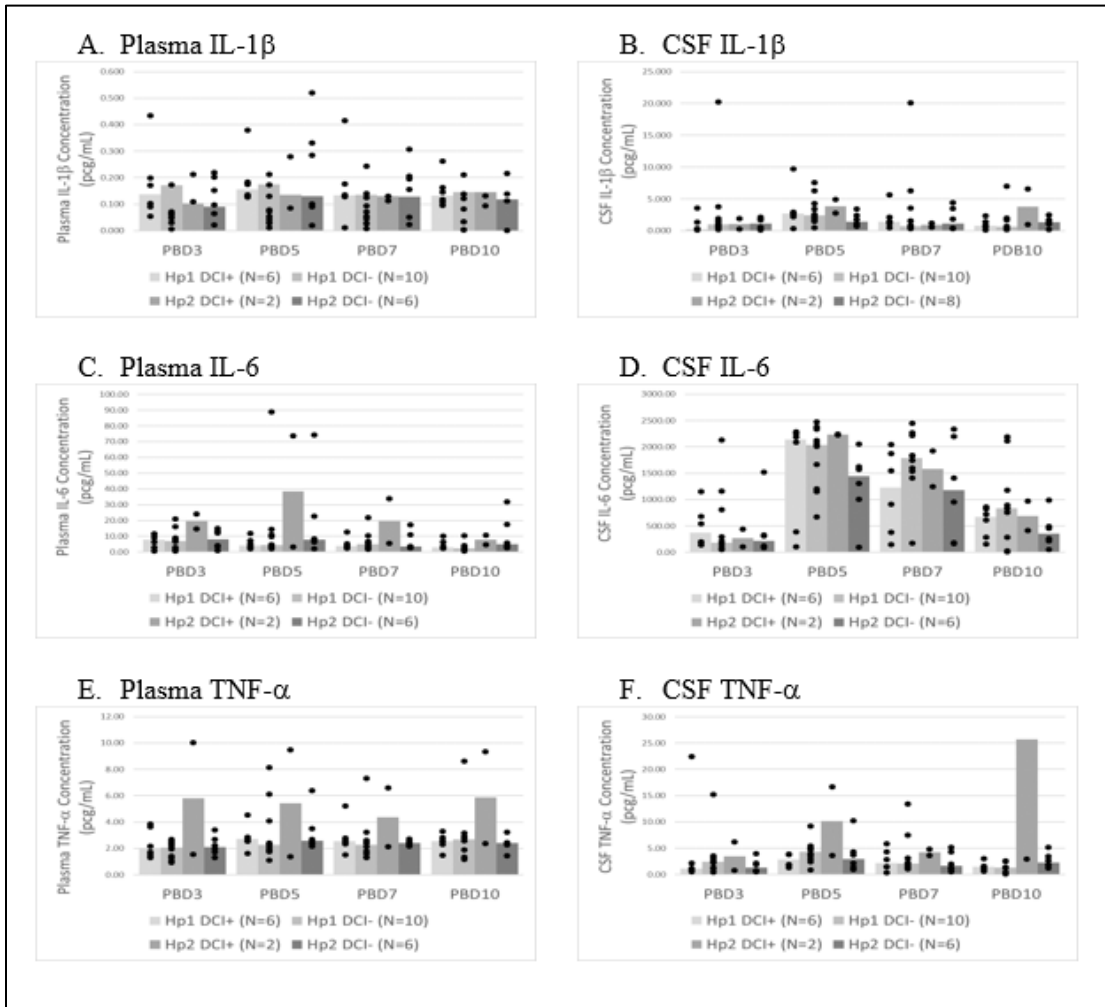 A. Plasma IL-1β
Plasma IL-1β Concentration
(pcg/mL)
0.600
0.500
0.400
0.300
0.200
0.100
0.000
PBD3 PBD5 PBD7 PBD10
Hp1 DCI+ (N=6) Hp1 DCI- (N=10)
Hp2 DCI+ (N=2) Hp2 DCI- (N=6)
B. CSF IL-1β
CSF IL-1β Concentration
(pcg/mL)
25.000
20.000
15.000
10.000
5.000
0.000
PBD3 PBD5 PBD7 PDB10
Hp1 DCI+ (N=6) Hp1 DCI- (N=10)
Hp2 DCI+ (N=2) Hp2 DCI- (N=8)
C. Plasma IL-6
Plasma IL-6 Concentration
(pcg/mL)
100.00
90.00
80.00
70.00
60.00
50.00
40.00
30.00
20.00
10.00
0.00
PBD3 PBD5 PBD7 PBD10
Hp1 DCI+ (N=6) Hp1 DCI- (N=10)
Hp2 DCI+ (N=2) Hp2 DCI- (N=6)
D. CSF IL-6
CSF IL-6 Concentration
(pcg/mL)
3000.00
2500.00
2000.00
1500.00
1000.00
500.00
0.00
PBD3 PBD5 PBD7 PBD10
Hp1 DCI+ (N=6) Hp1 DCI- (N=10)
Hp2 DCI+ (N=2) Hp2 DCI- (N=6)
E. Plasma TNF-α
Plasma TNF-α Concentration
(pcg/mL)
12.00
10.00
8.00
6.00
4.00
2.00
0.00
PBD3 PBD5 PBD7 PBD10
Hp1 DCI+ (N=6) Hp1 DCI- (N=10)
Hp2 DCI+ (N=2) Hp2 DCI- (N=6)
F. CSF TNF-α
CSF TNF-α Concentration
(pcg/mL)
30.00
25.00
20.00
15.00
10.00
5.00
0.00
PBD3 PBD5 PBD7 PBD10
Hp1 DCI+ (N=6) Hp1 DCI- (N=10)
Hp2 DCI+ (N=2) Hp2 DCI- (N=6)